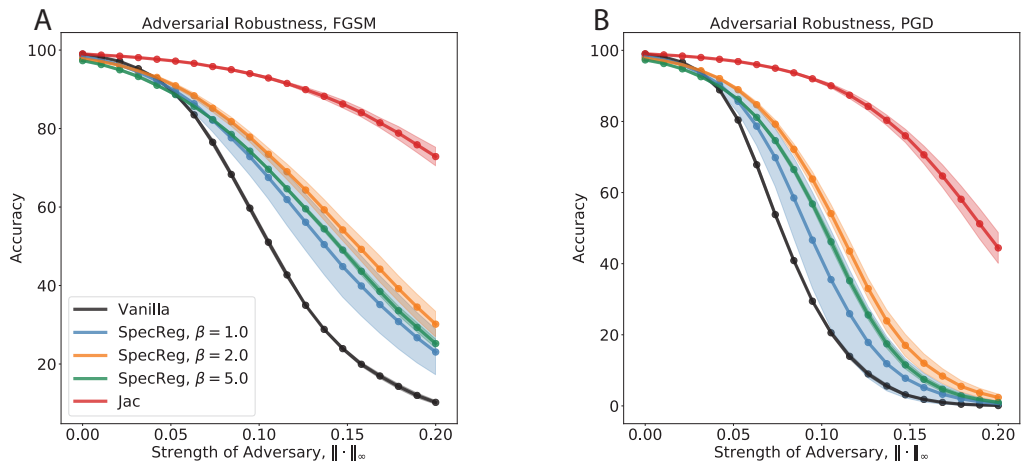 A
Adversarial Robustness, FGSM
100
80
60
40
20
Accuracy
Vanilla
SpecReg, β = 1.0
SpecReg, β = 2.0
SpecReg, β = 5.0
Jac
0.00 0.05 0.10 0.15 0.20
Strength of Adversary, ‖ · ‖∞
B
Adversarial Robustness, PGD
100
80
60
40
20
0
Accuracy
0.00 0.05 0.10 0.15 0.20
Strength of Adversary, ‖ · ‖∞